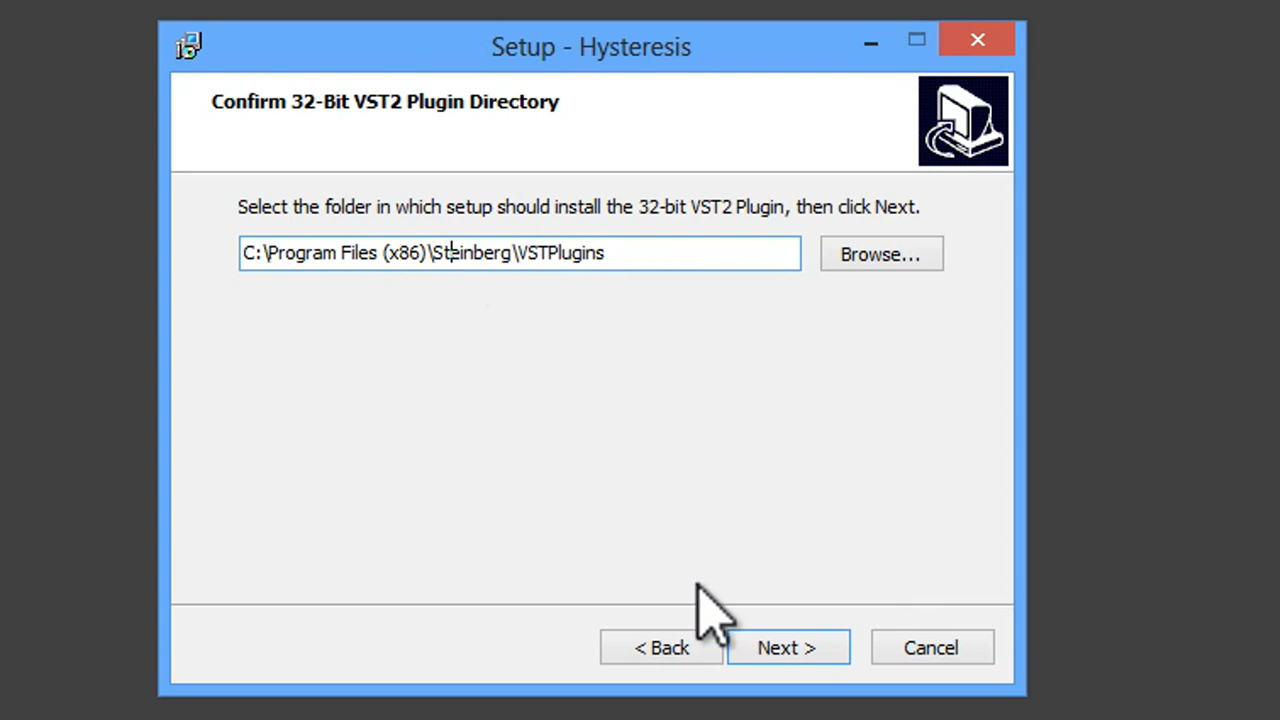 Setup - Hysteresis
Confirm 32-Bit VST2 Plugin Directory
Select the folder in which setup should install the 32-bit VST2 Plugin, then click Next.
C:\Program Files (x86)\Steinberg\VSTPlugins
Browse...
< Back
Next >
Cancel